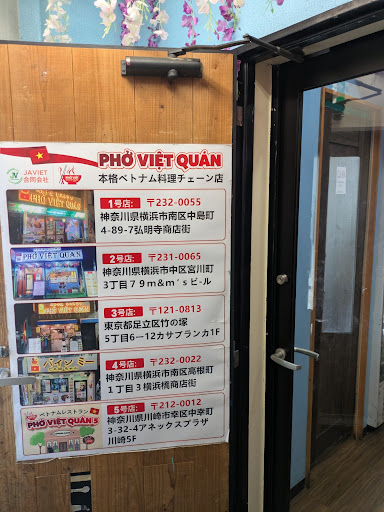 PHỞ VIỆT QUÁN
JAVIET
合同会社
本格ベトナム料理チェーン店
1号店: 〒232-0055
神奈川県横浜市南区中島町
4-89-7弘明寺商店街
2号店: 〒231-0065
神奈川県横浜市中区宮川町
3丁目79m&m´sビル
3号店: 〒121-0813
東京都足立区竹の塚
5丁目6ー12カサブランカ1F
4号店: 〒232-0022
神奈川県横浜市南区高根町
1丁目3横浜橋商店街
バインミー
5号店: 〒212-0012
神奈川県川崎市幸区中幸町
3-32-4アネックスプラザ
川崎5F
ベトナムレストラン
PHỞ VIỆT QUÁN 5